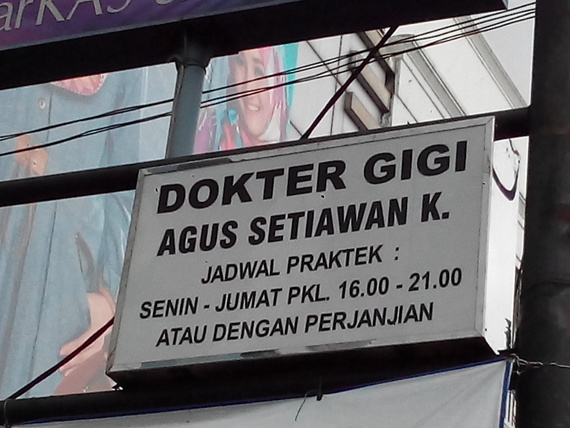 DOKTER GIGI
AGUS SETIAWAN K.
JADWAL PRAKTEK :
SENIN - JUMAT PKL. 16.00 - 21.00
ATAU DENGAN PERJANJIAN